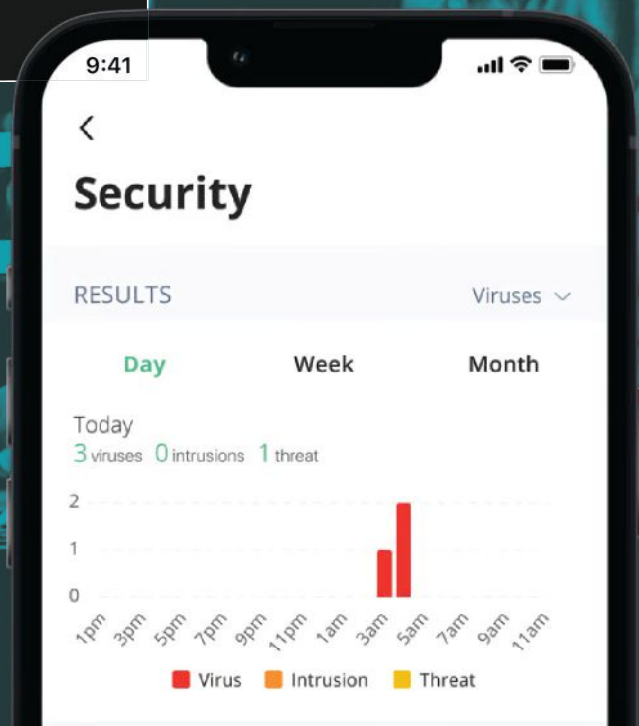 9:41
Security
RESULTS
Viruses
Day Week Month
Today
3 viruses 0 intrusions 1 threat
2
1
0
1pm 3pm 5pm 7pm 9pm 11pm 1am 3am 5am 7am 9am 11am
Virus Intrusion Threat